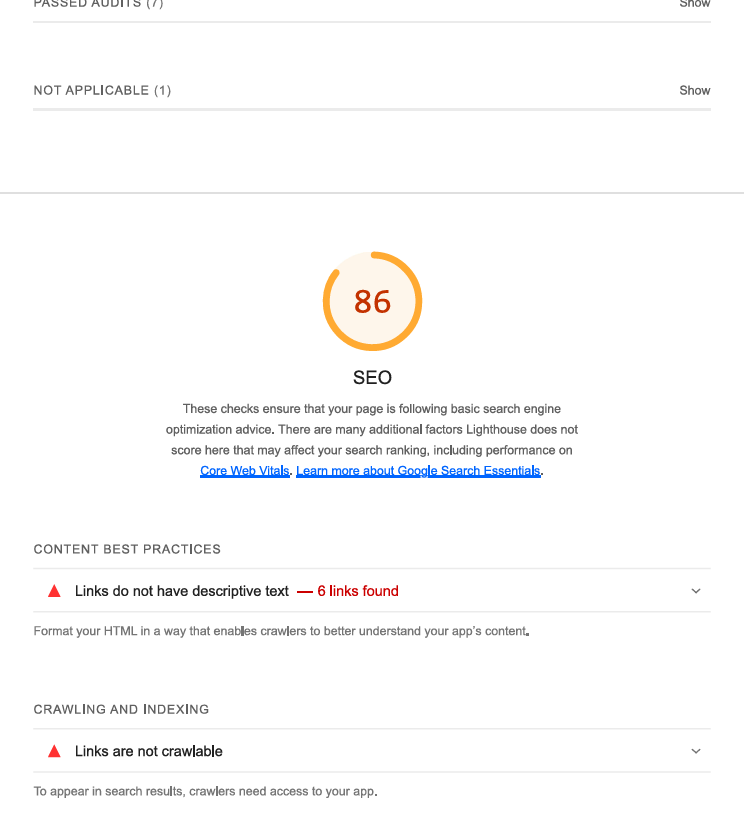 PASSED AUDITS (7) Show
NOT APPLICABLE (1) Show
86
SEO
These checks ensure that your page is following basic search engine
optimization advice. There are many additional factors Lighthouse does not
score here that may affect your search ranking, including performance on
Core Web Vitals. Learn more about Google Search Essentials.
CONTENT BEST PRACTICES
Links do not have descriptive text — 6 links found
Format your HTML in a way that enables crawlers to better understand your app's content.
CRAWLING AND INDEXING
Links are not crawlable
To appear in search results, crawlers need access to your app.